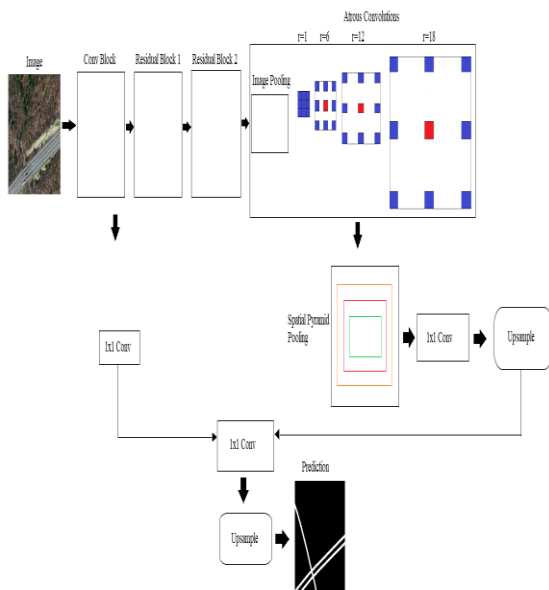 Atrous Convolutions
Image
Conv Block
Residual Block 1
Residual Block 2
r=1
r=6
r=12
r=18
Image Pooling
Spatial Pyramid
Pooling
1x1 Conv
Upsample
1x1 Conv
1x1 Conv
Prediction
Upsample